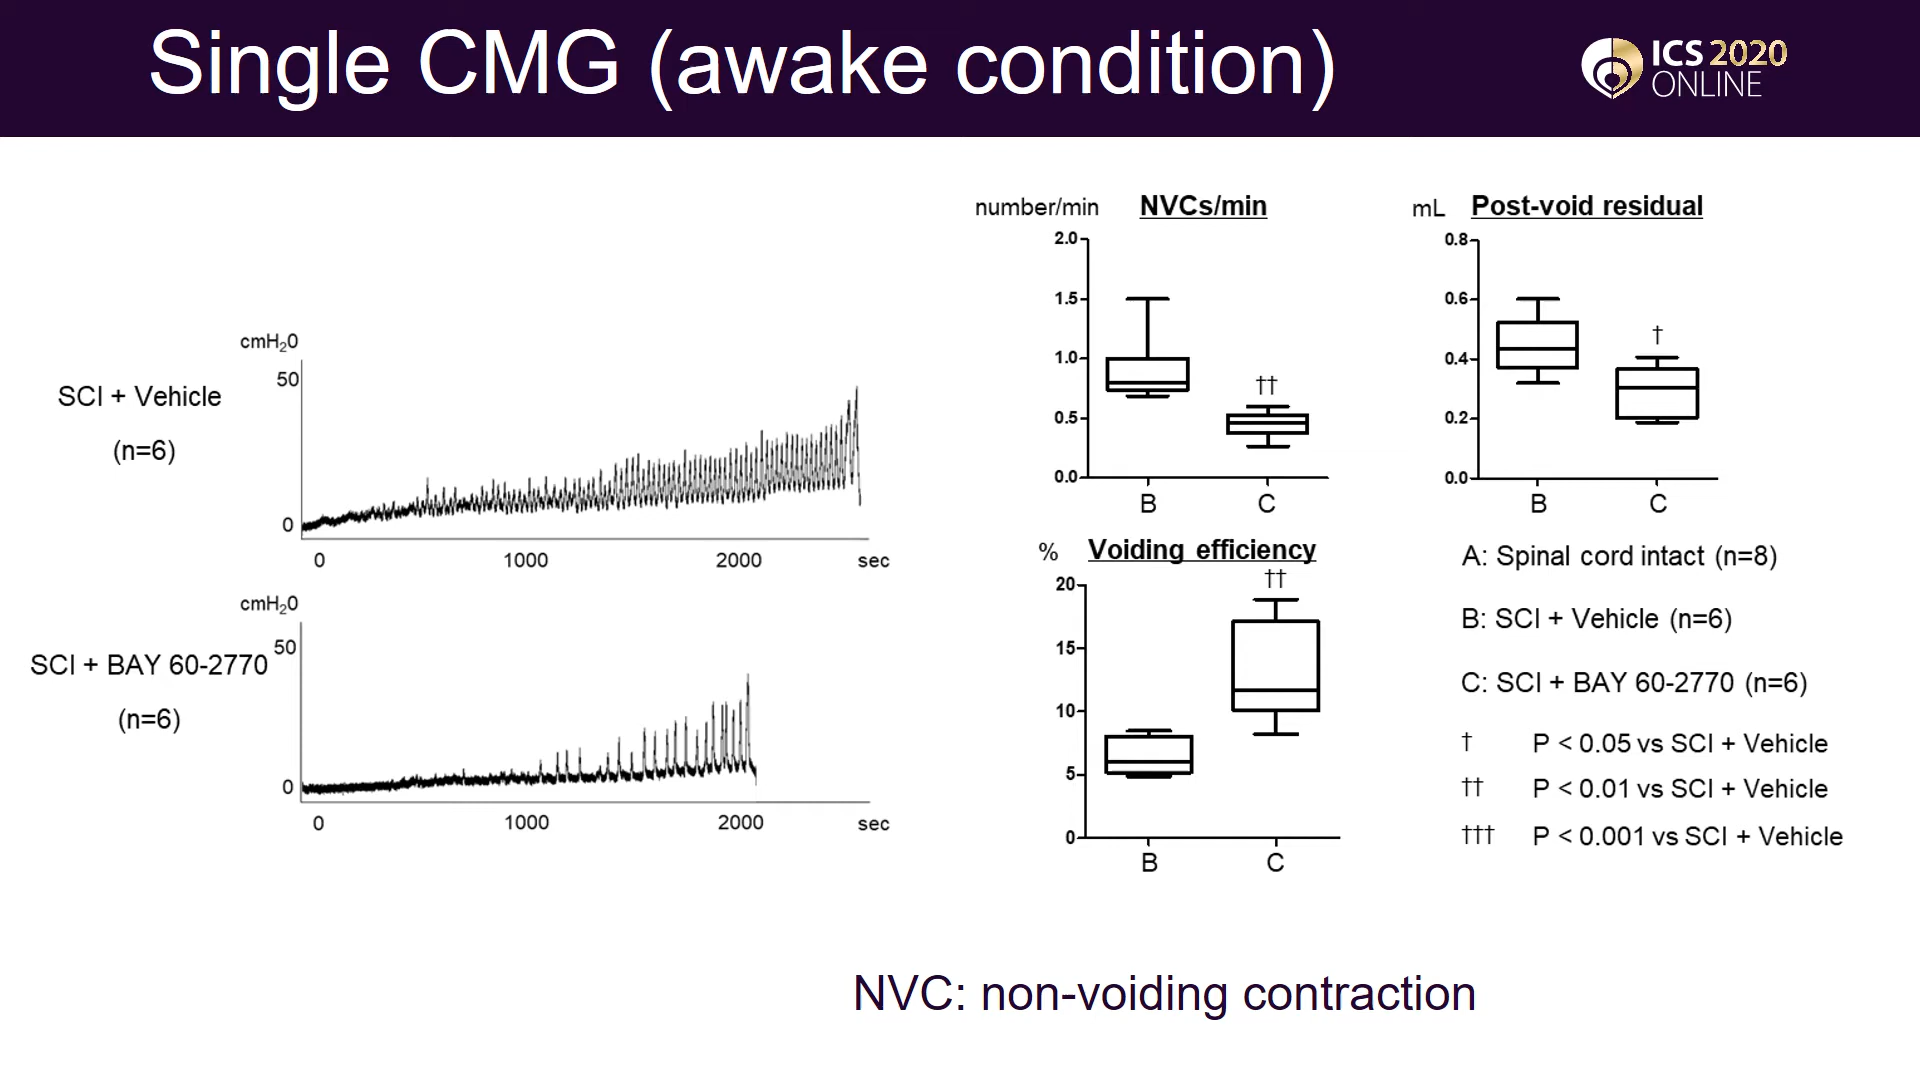 Single CMG (awake condition)
ICS 2020
ONLINE
cmH20
50
SCI + Vehicle
(n=6)
0
0 1000 2000 sec
cmH20
50
SCI + BAY 60-2770
(n=6)
0
0 1000 2000 sec
number/min NVCs/min
2.0
1.5
1.0
††
0.5
0.0
B C
mL Post-void residual
0.8
0.6
†
0.4
0.2
0.0
B C
% Voiding efficiency
††
20
15
10
5
0
B C
A: Spinal cord intact (n=8)
B: SCI + Vehicle (n=6)
C: SCI + BAY 60-2770 (n=6)
† P < 0.05 vs SCI + Vehicle
†† P < 0.01 vs SCI + Vehicle
††† P < 0.001 vs SCI + Vehicle
NVC: non-voiding contraction